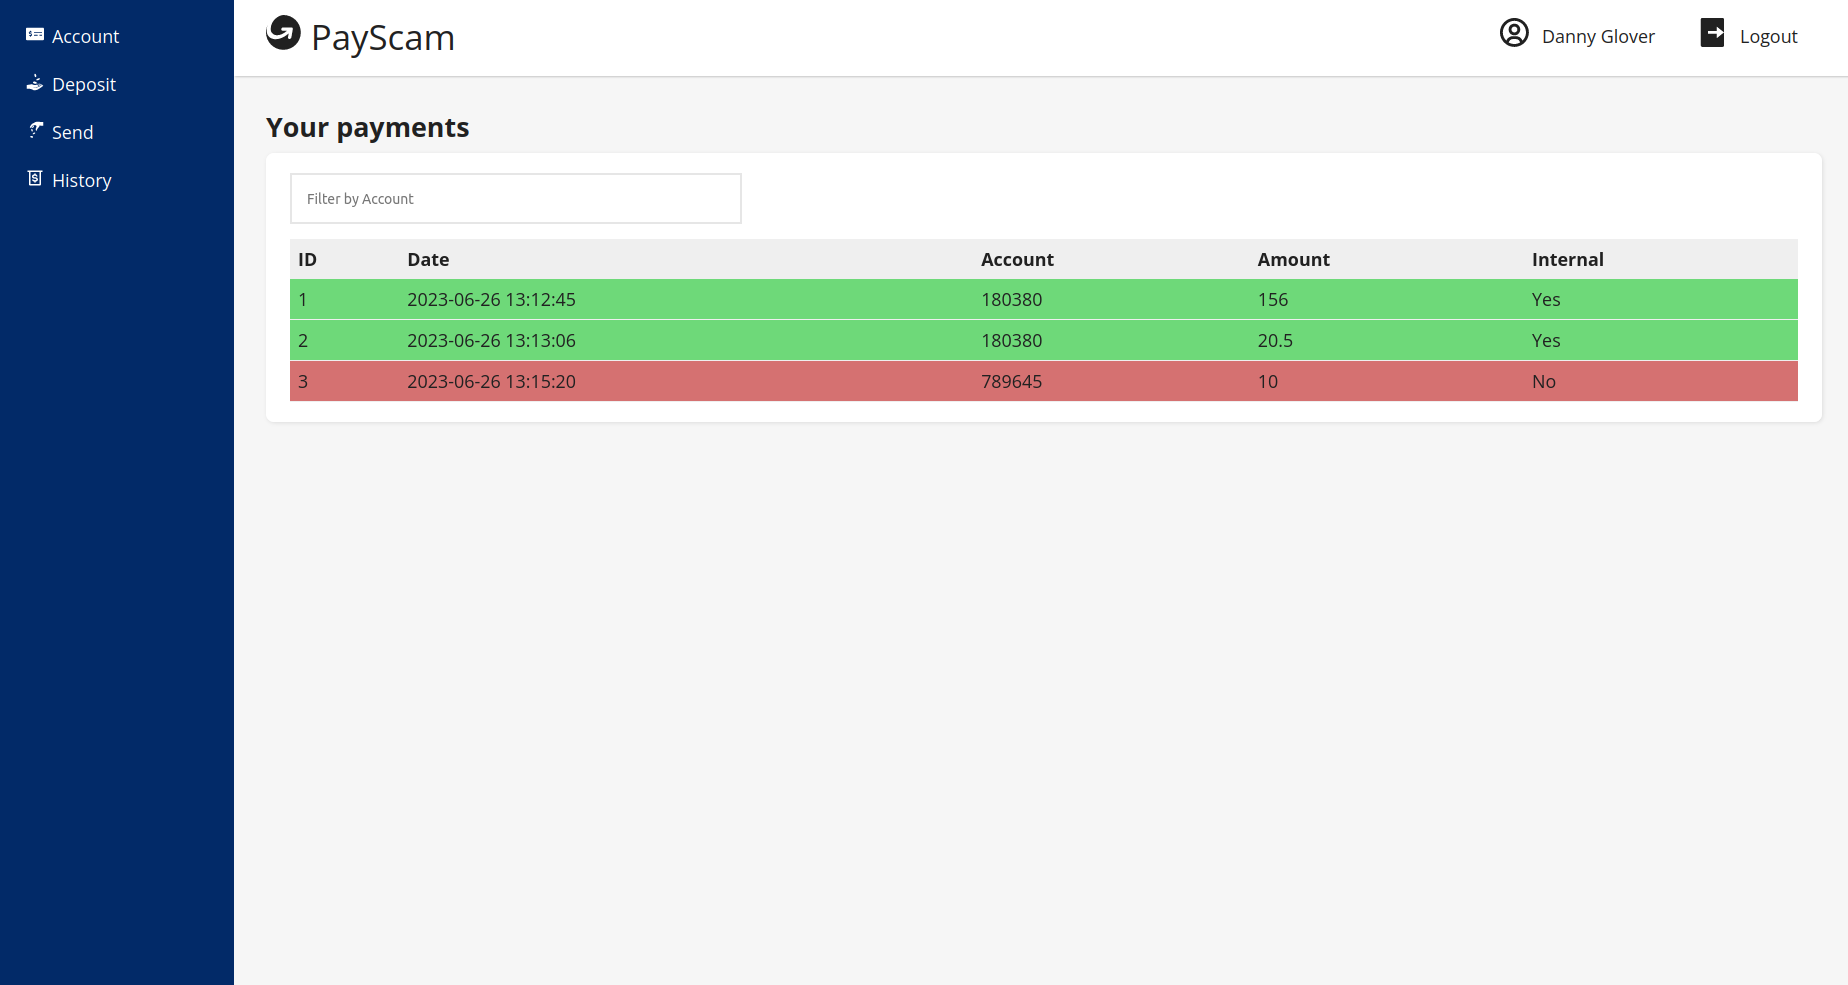 Account
Deposit
Send
History
PayScam
Danny Glover
Logout
Your payments
Filter by Account
ID Date Account Amount Internal
1 2023-06-26 13:12:45 180380 156 Yes
2 2023-06-26 13:13:06 180380 20.5 Yes
3 2023-06-26 13:15:20 789645 10 No